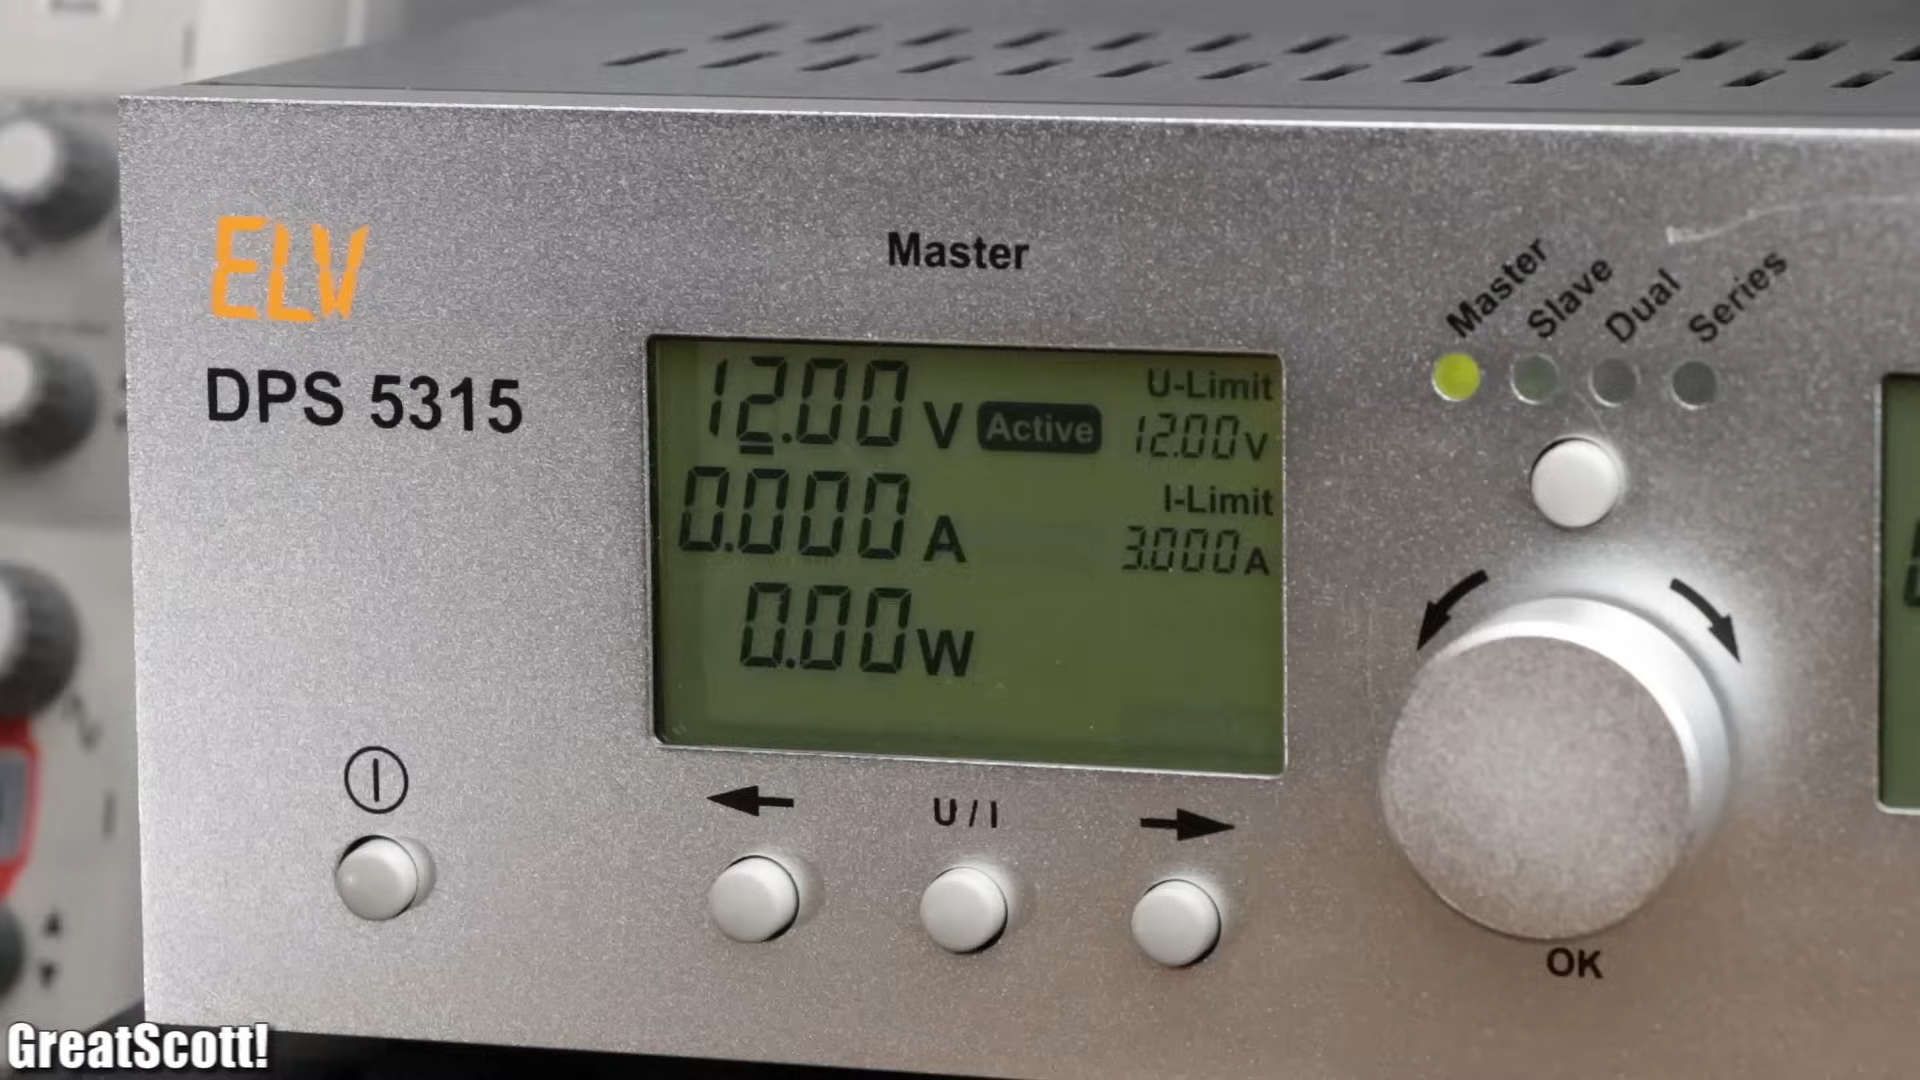 ELV
DPS 5315
Master
12.00 V Active
0.000 A
0.00 W
U-Limit
12.00 V
I-Limit
3.000 A
Master Slave Dual Series
U / I
OK
GreatScott!